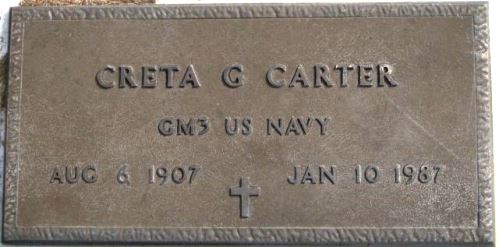 CRETA G CARTER
GM3 US NAVY
AUG 6 1907 JAN 10 1987